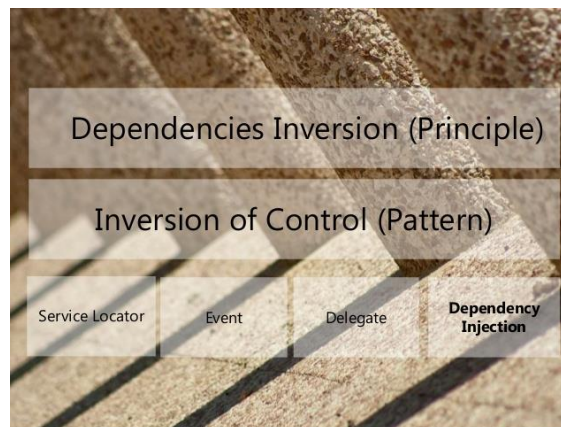 Dependencies Inversion (Principle)
Inversion of Control (Pattern)
Service Locator
Event
Delegate
Dependency
Injection